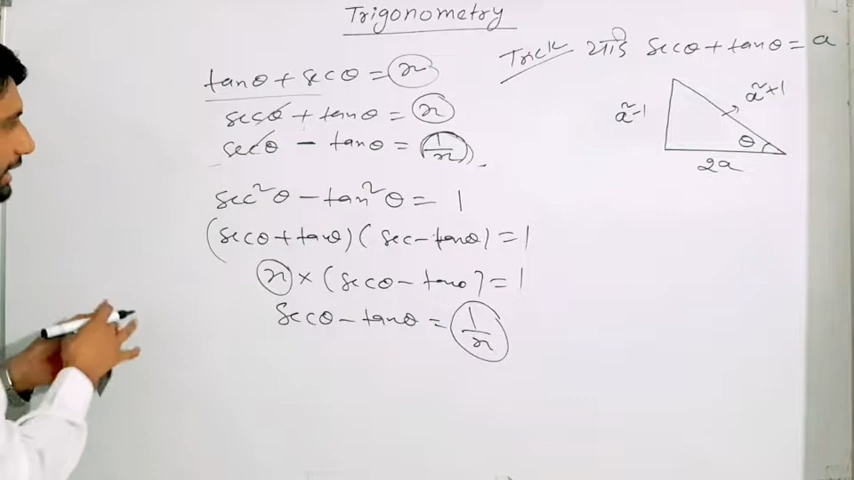 Trigonometry
tanθ + secθ = x
secθ + tanθ = x
secθ - tanθ = 1/x
sec²θ - tan²θ = 1
(secθ + tanθ) (sec - tanθ) = 1
x × (secθ - tanθ) = 1
secθ - tanθ = 1/x
Trick यदि secθ + tanθ = a
a²-1
a²+1
θ
2a